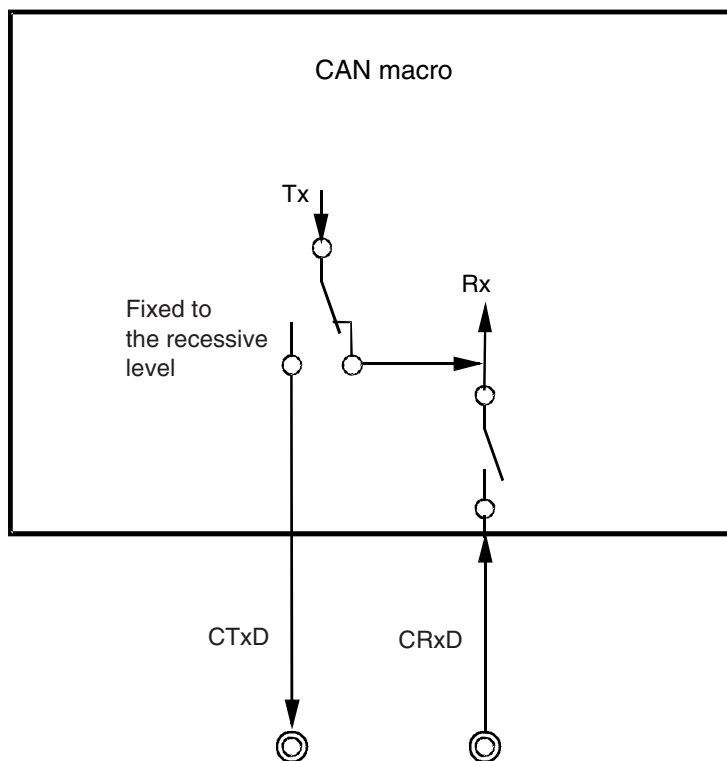 CAN macro
Tx
Rx
Fixed to
the recessive
level
CTxD
CRxD